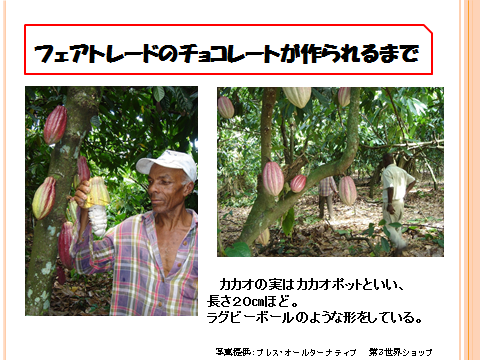 フェアトレードのチョコレートが作られるまで
カカオの実はカカオポットといい、
長さ20㎝ほど。
ラグビーボールのような形をしている。
写真提供：プレス・オールターナティブ　第3世界ショップ